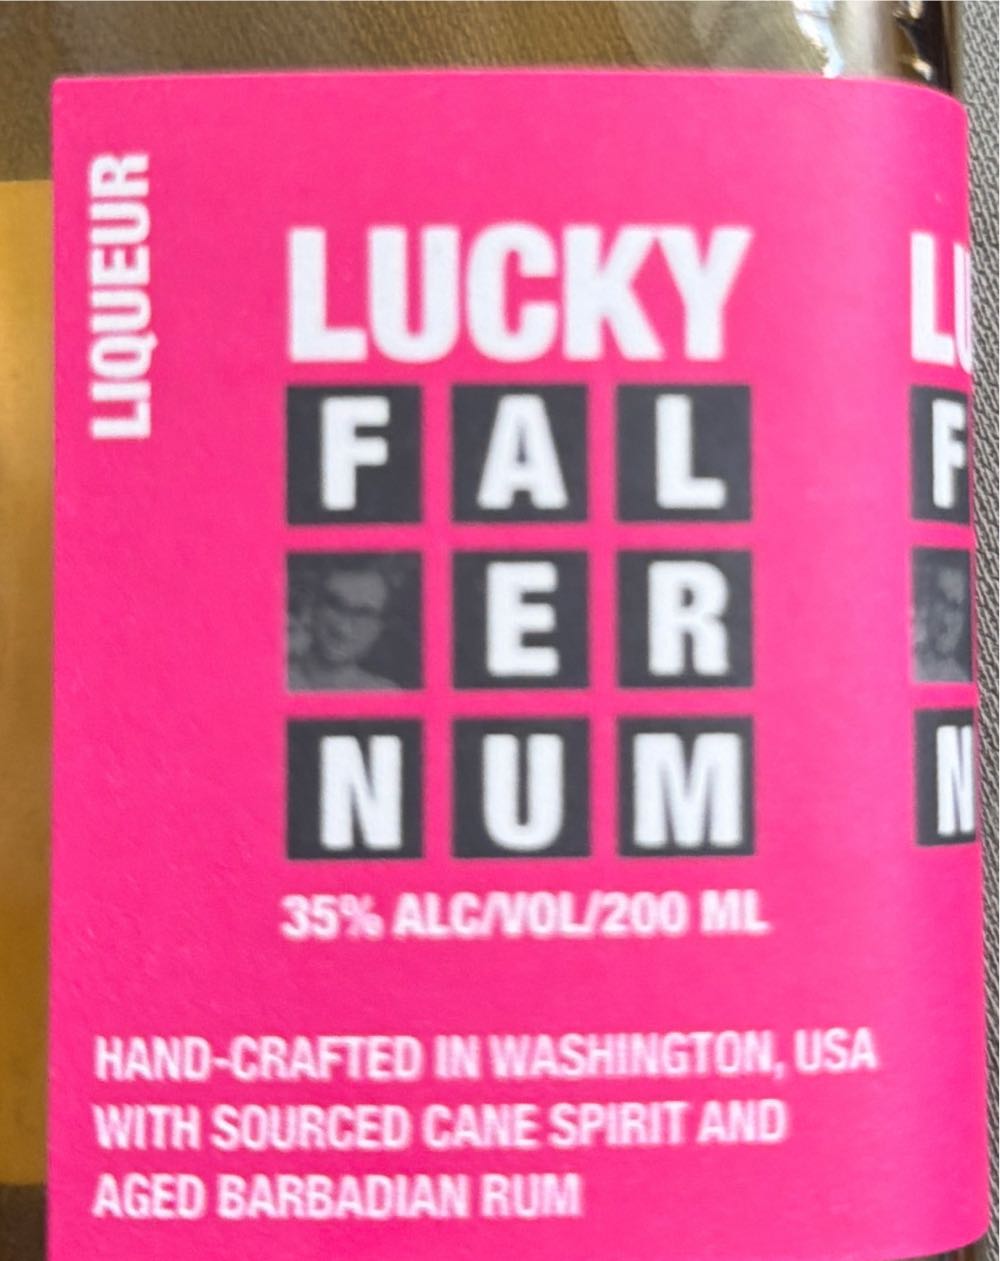 LIQUEUR
LUCKY
FAL
ER
NUM
35% ALC/VOL/200 ML
HAND-CRAFTED IN WASHINGTON, USA
WITH SOURCED CANE SPIRIT AND
AGED BARBADIAN RUM
LU
F
N